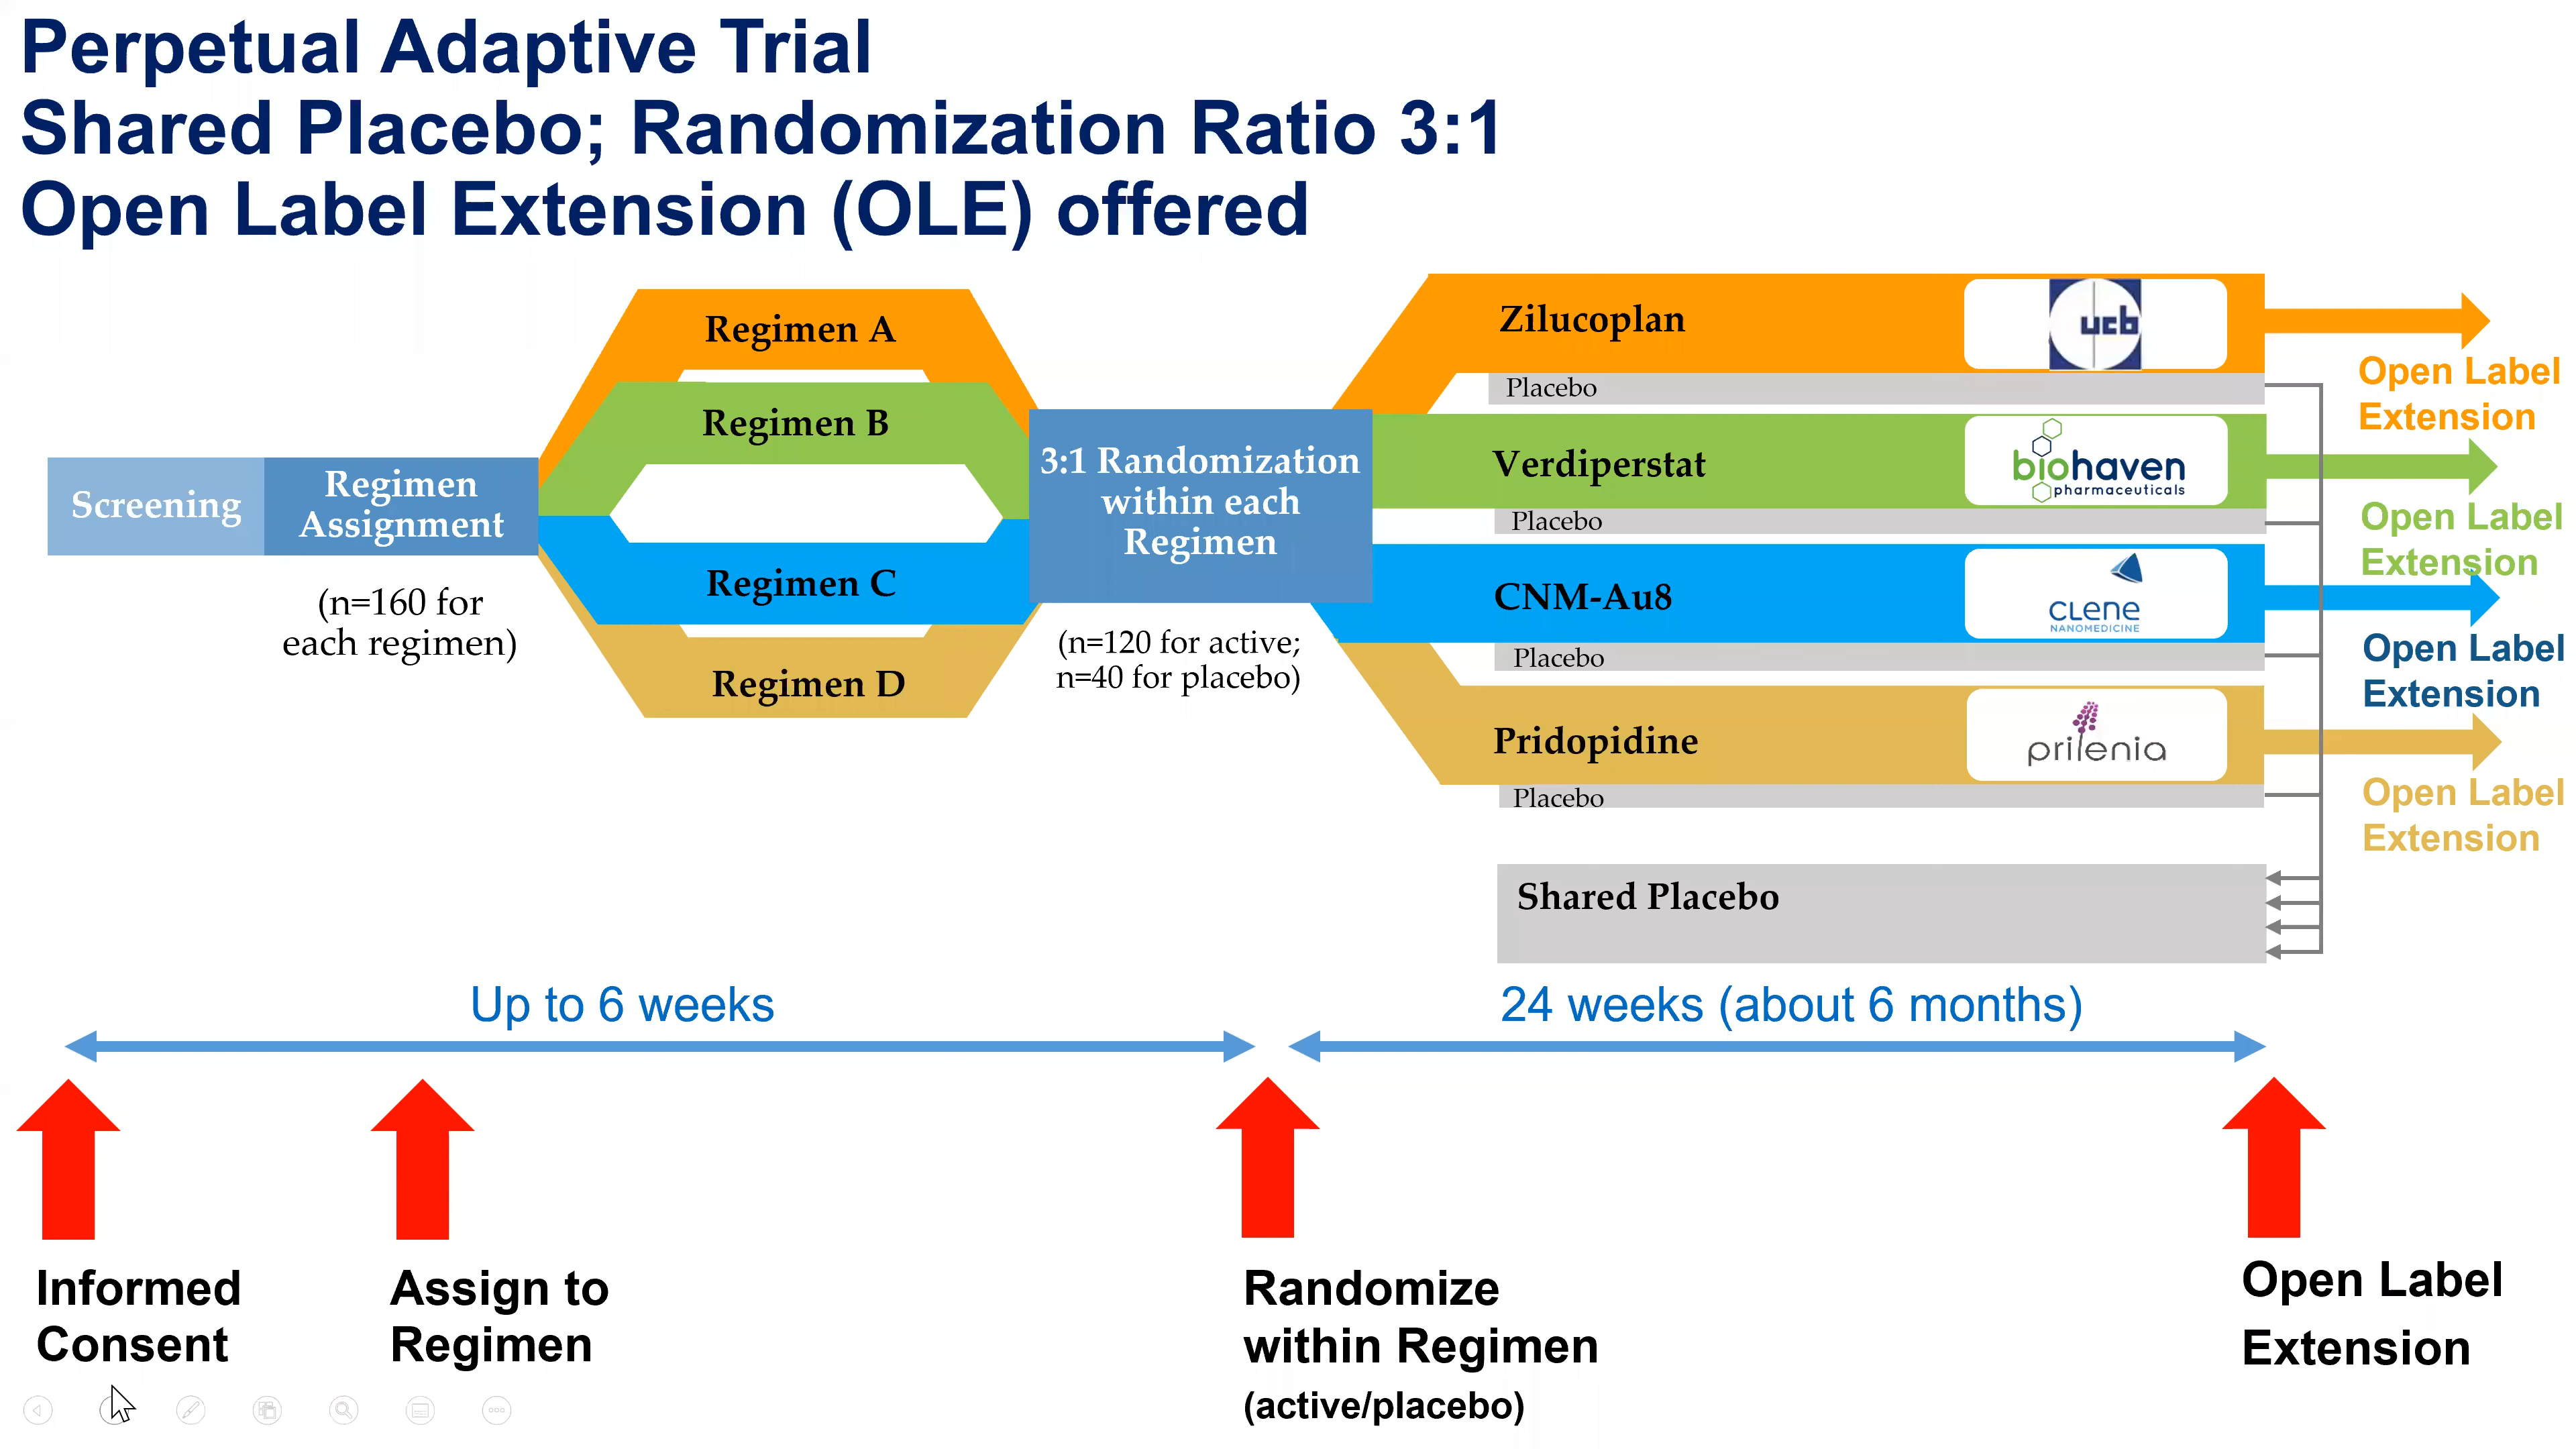 Perpetual Adaptive Trial
Shared Placebo; Randomization Ratio 3:1
Open Label Extension (OLE) offered
Screening
Regimen
Assignment
(n=160 for
each regimen)
Regimen A
Regimen B
Regimen C
Regimen D
3:1 Randomization
within each
Regimen
(n=120 for active;
n=40 for placebo)
Zilucoplan
ucb
Placebo
Open Label
Extension
Verdiperstat
biohaven
pharmaceuticals
Placebo
Open Label
Extension
CNM-Au8
CLENE
NANOMEDICINE
Placebo
Open Label
Extension
Pridopidine
prilenia
Placebo
Open Label
Extension
Shared Placebo
Up to 6 weeks
24 weeks (about 6 months)
Informed
Consent
Assign to
Regimen
Randomize
within Regimen
(active/placebo)
Open Label
Extension